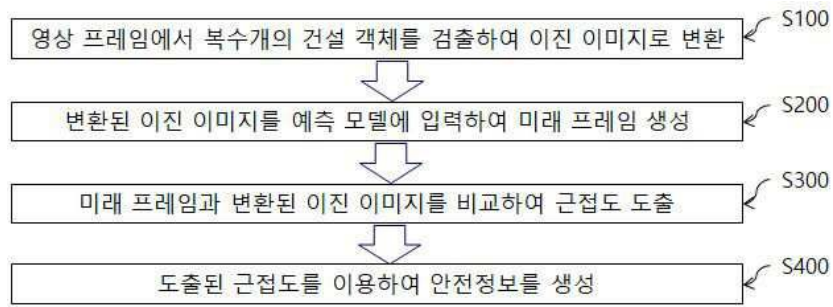 S100
영상 프레임에서 복수개의 건설 객체를 검출하여 이진 이미지로 변환
S200
변환된 이진 이미지를 예측 모델에 입력하여 미래 프레임 생성
S300
미래 프레임과 변환된 이진 이미지를 비교하여 근접도 도출
S400
도출된 근접도를 이용하여 안전정보를 생성